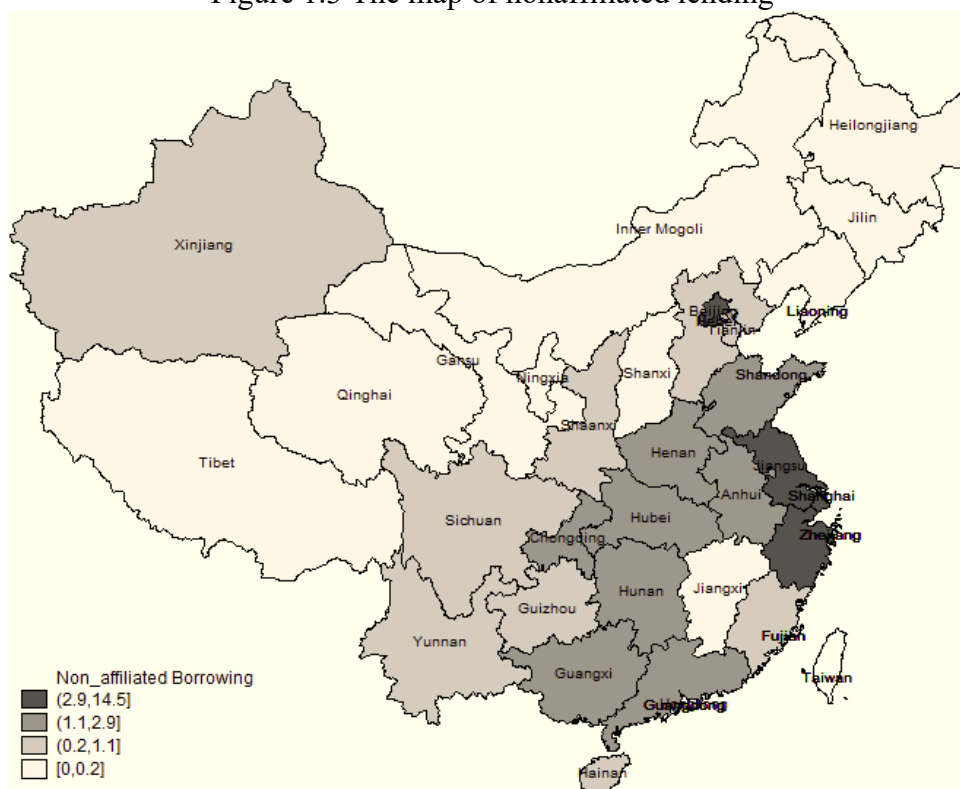 Figure 1.3 The map of nonaffiliated lending
Heilongjiang
Jilin
Inner Mogoli
Xinjiang
Beijing
Hebei
Tianjin
Liaoning
Gansu
Ningxia
Shanxi
Shandong
Qinghai
Shaanxi
Henan
Jiangsu
Tibet
Anhui
Shanghai
Sichuan
Hubei
Chongqing
Zhejiang
Hunan
Jiangxi
Guizhou
Yunnan
Fujian
Guangxi
Taiwan
Guangdong
Hainan
Non_affiliated Borrowing
(2.9,14.5]
(1.1,2.9]
(0.2,1.1]
[0,0.2]